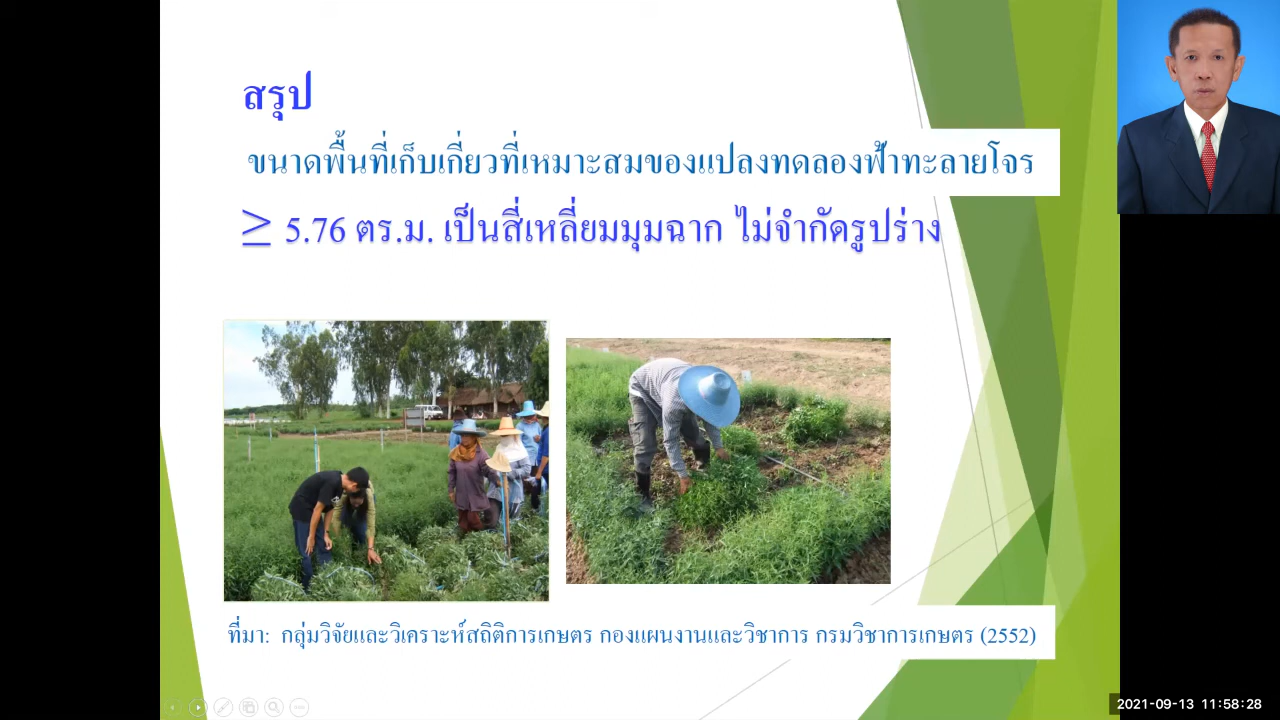 สรุป
ขนาดพื้นที่เก็บเกี่ยวที่เหมาะสมของแปลงทดลองฟ้าทะลายโจร
≥ 5.76 ตร.ม. เป็นสี่เหลี่ยมมุมฉาก ไม่จำกัดรูปร่าง
ที่มา: กลุ่มวิจัยและวิเคราะห์สถิติการเกษตร กองแผนงานและวิชาการ กรมวิชาการเกษตร (2552)
2021-09-13 11:58:28